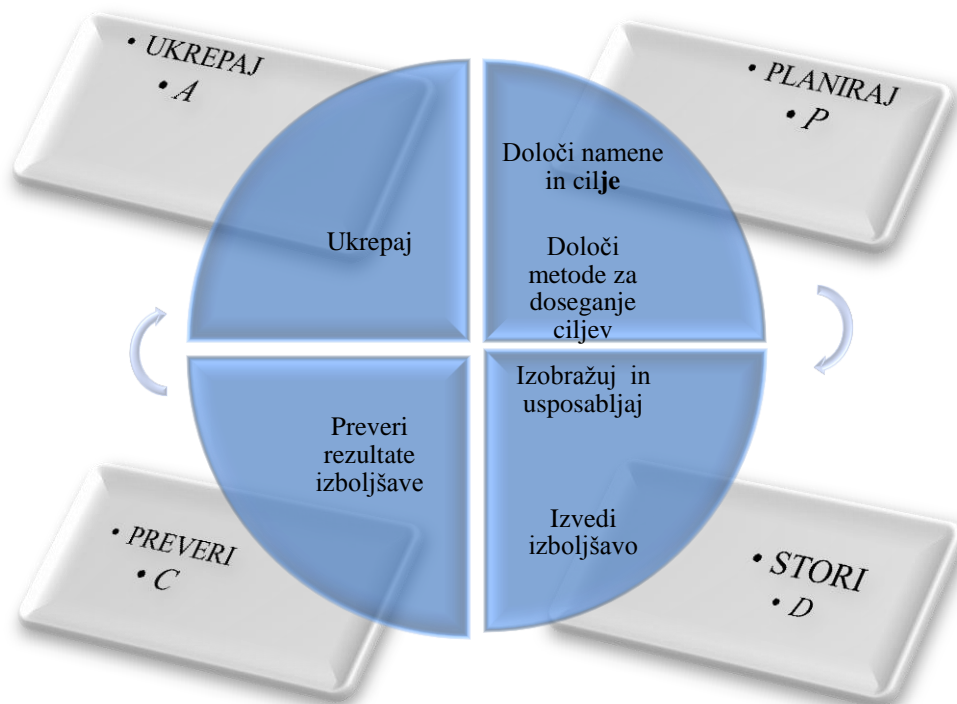 • UKREPAJ
• A
• PLANIRAJ
• P
Določi namene
in cilje
Določi
metode za
doseganje
ciljev
Ukrepaj
Izobražuj in
usposabljaj
Izvedi
izboljšavo
Preveri
rezultate
izboljšave
• PREVERI
• C
• STORI
• D